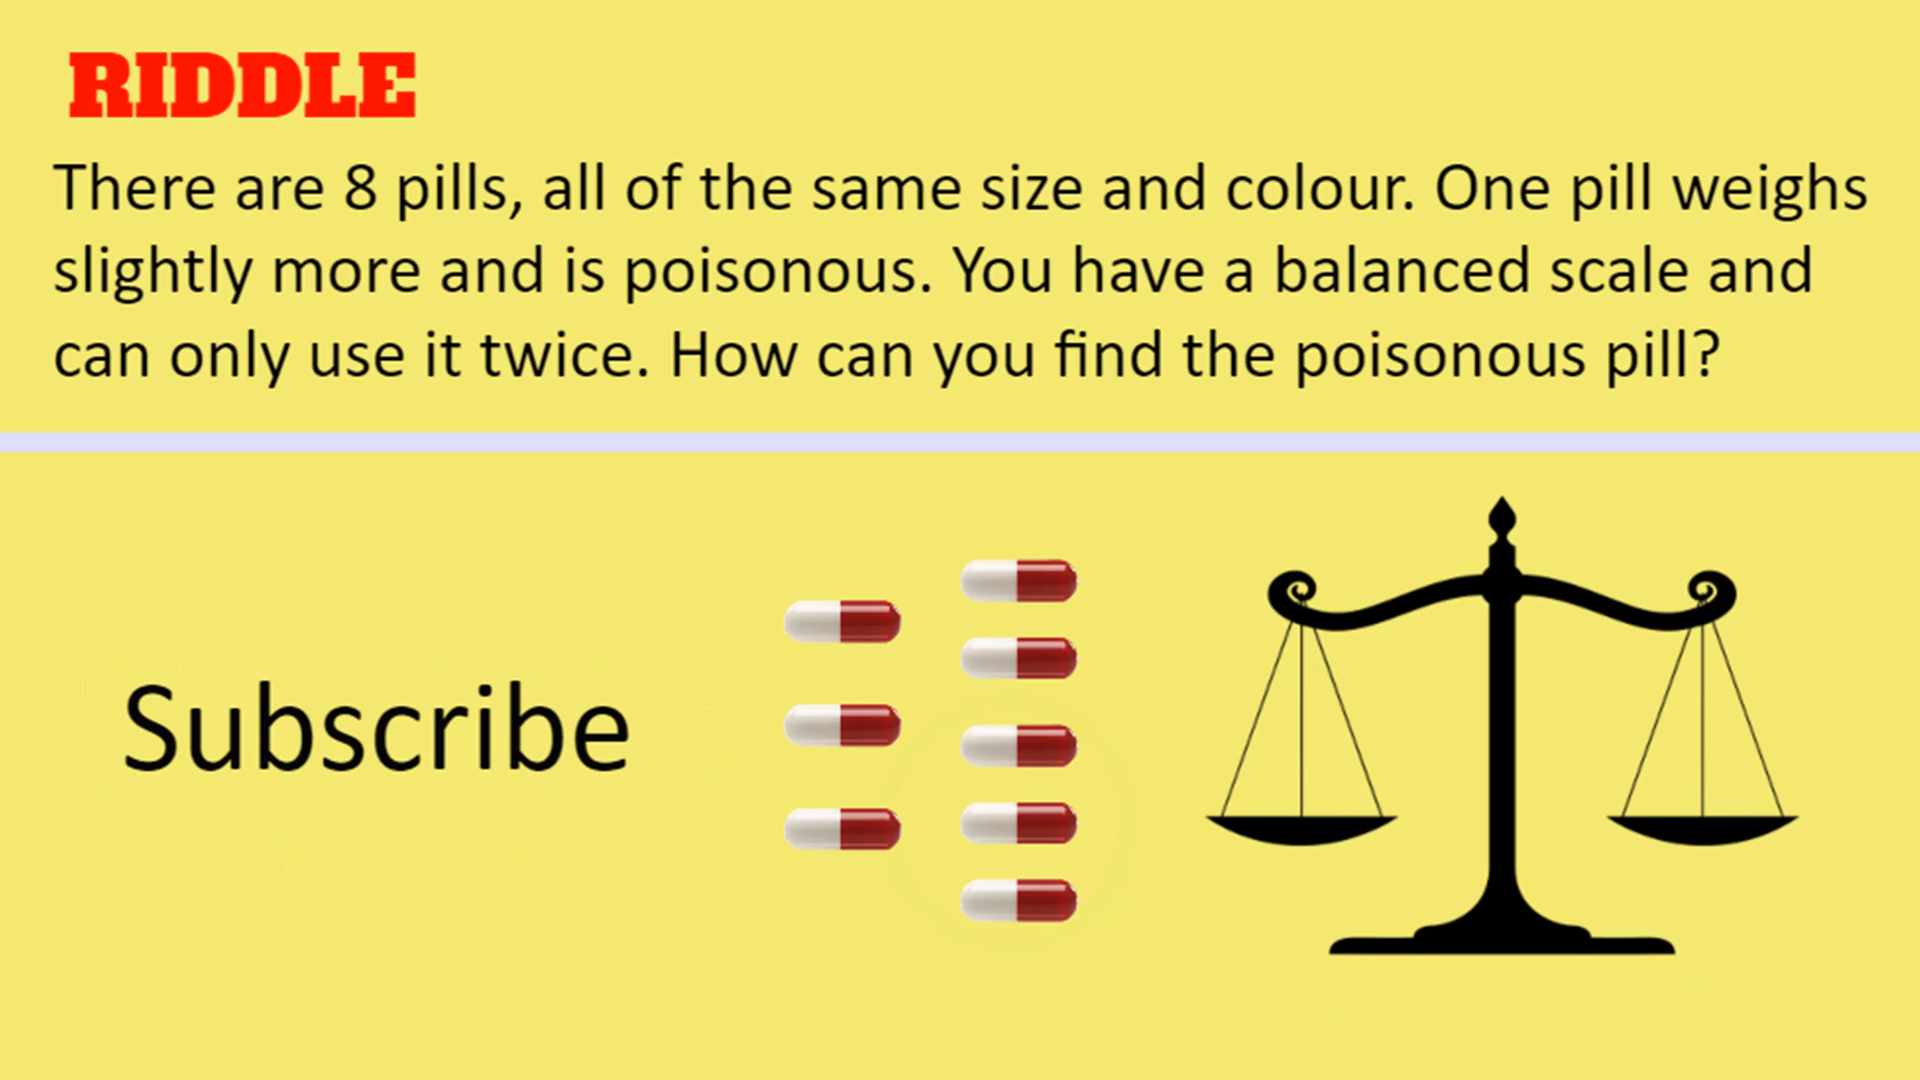 RIDDLE
There are 8 pills, all of the same size and colour. One pill weighs
slightly more and is poisonous. You have a balanced scale and
can only use it twice. How can you find the poisonous pill?
Subscribe